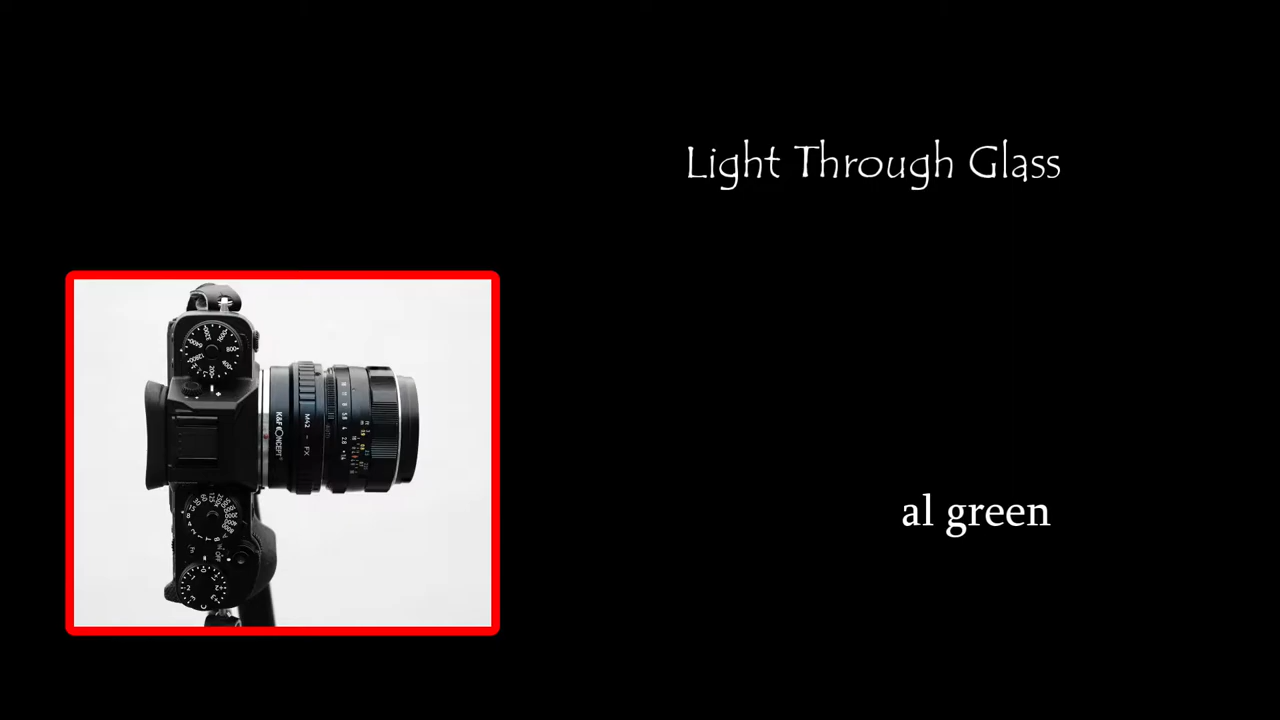 Light Through Glass
K&F CONCEPT
M42 - FX
al green